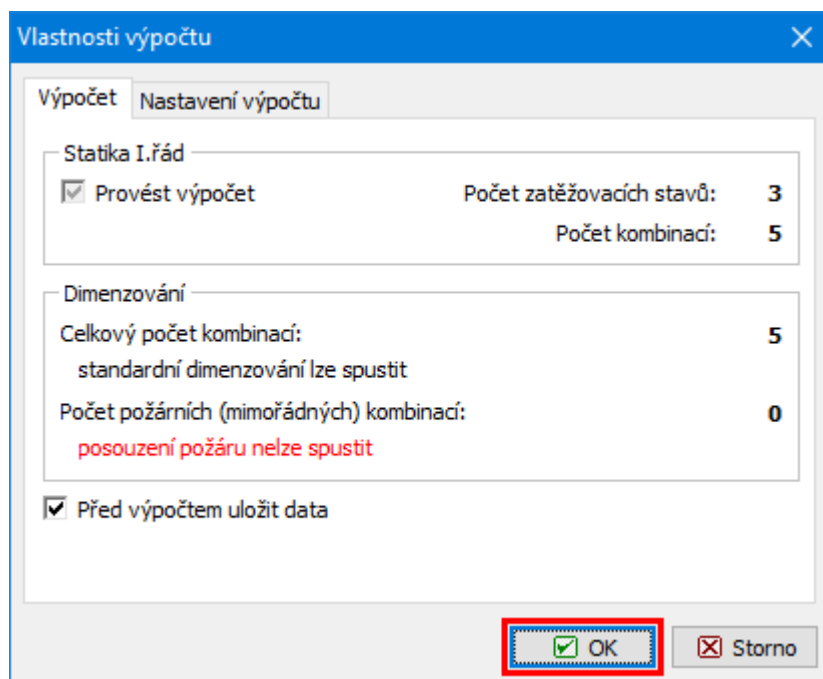 Vlastnosti výpočtu
Výpočet
Nastavení výpočtu
Statika I.řád
Provést výpočet
Počet zatěžovacích stavů: 3
Počet kombinací: 5
Dimenzování
Celkový počet kombinací: 5
standardní dimenzování lze spustit
Počet požárních (mimořádných) kombinací: 0
posouzení požáru nelze spustit
Před výpočtem uložit data
OK
Storno